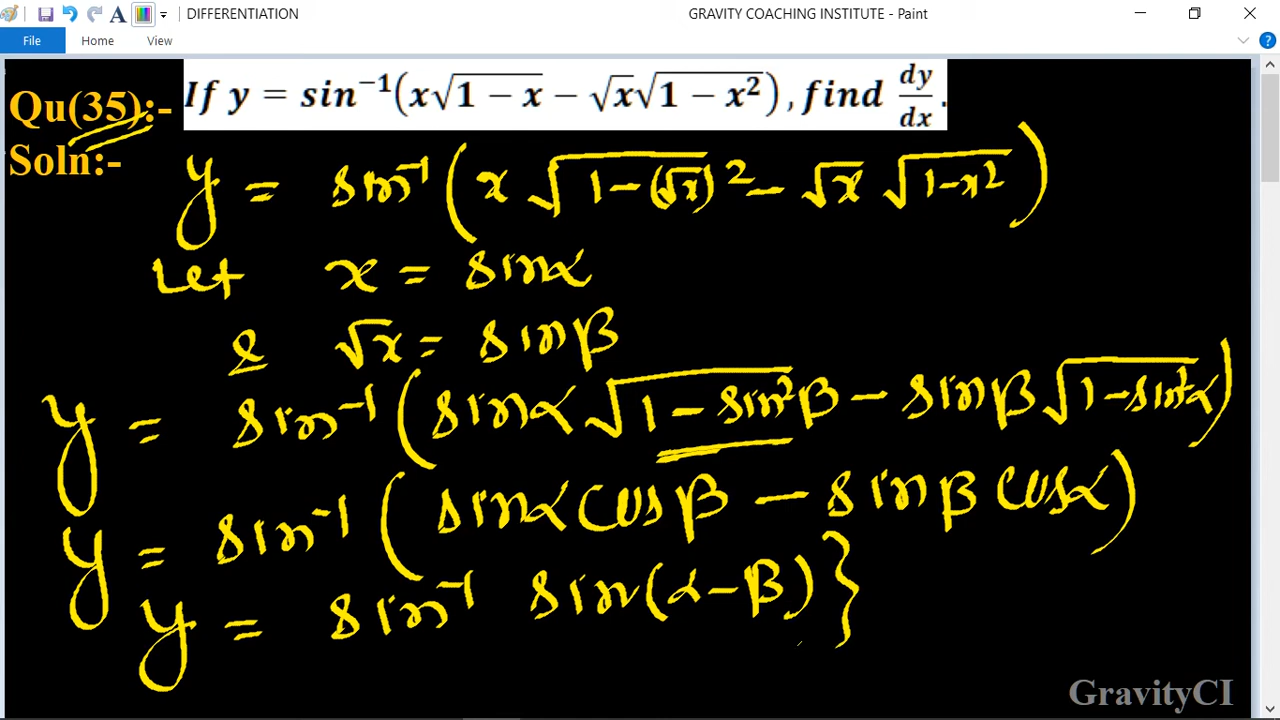 DIFFERENTIATION GRAVITY COACHING INSTITUTE - Paint
File Home View
Qu(35):- If y = sin⁻¹(x√1 − x − √x√1 − x²), find dy/dx.
Soln:-
y = sin⁻¹(x √1-(√x)² - √x √1-x²)
Let x = sinα
& √x = sinβ
y = sin⁻¹(sinα √1-sin²β - sinβ √1-sin²α)
y = sin⁻¹(sinα cosβ - sinβ cosα)
y = sin⁻¹ sin(α-β)}
GravityCI